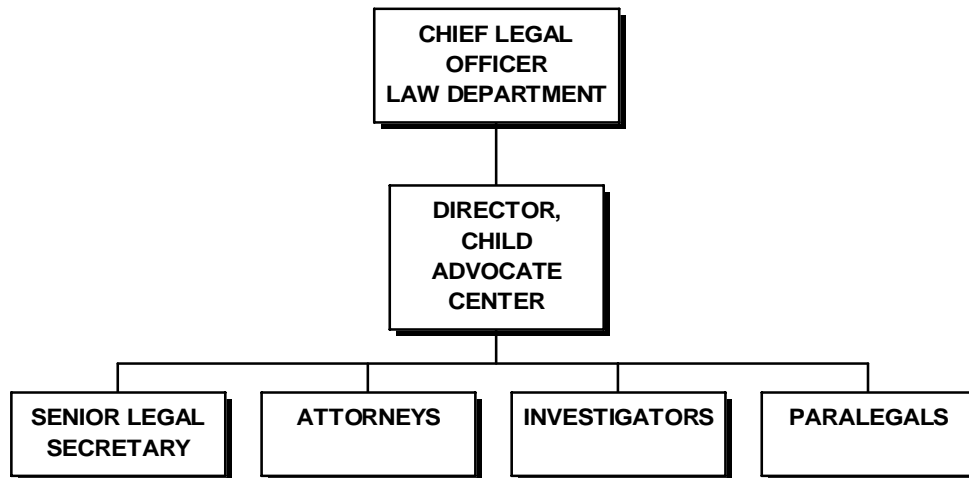 CHIEF LEGAL
OFFICER
LAW DEPARTMENT
DIRECTOR,
CHILD
ADVOCATE
CENTER
SENIOR LEGAL
SECRETARY
ATTORNEYS
INVESTIGATORS
PARALEGALS